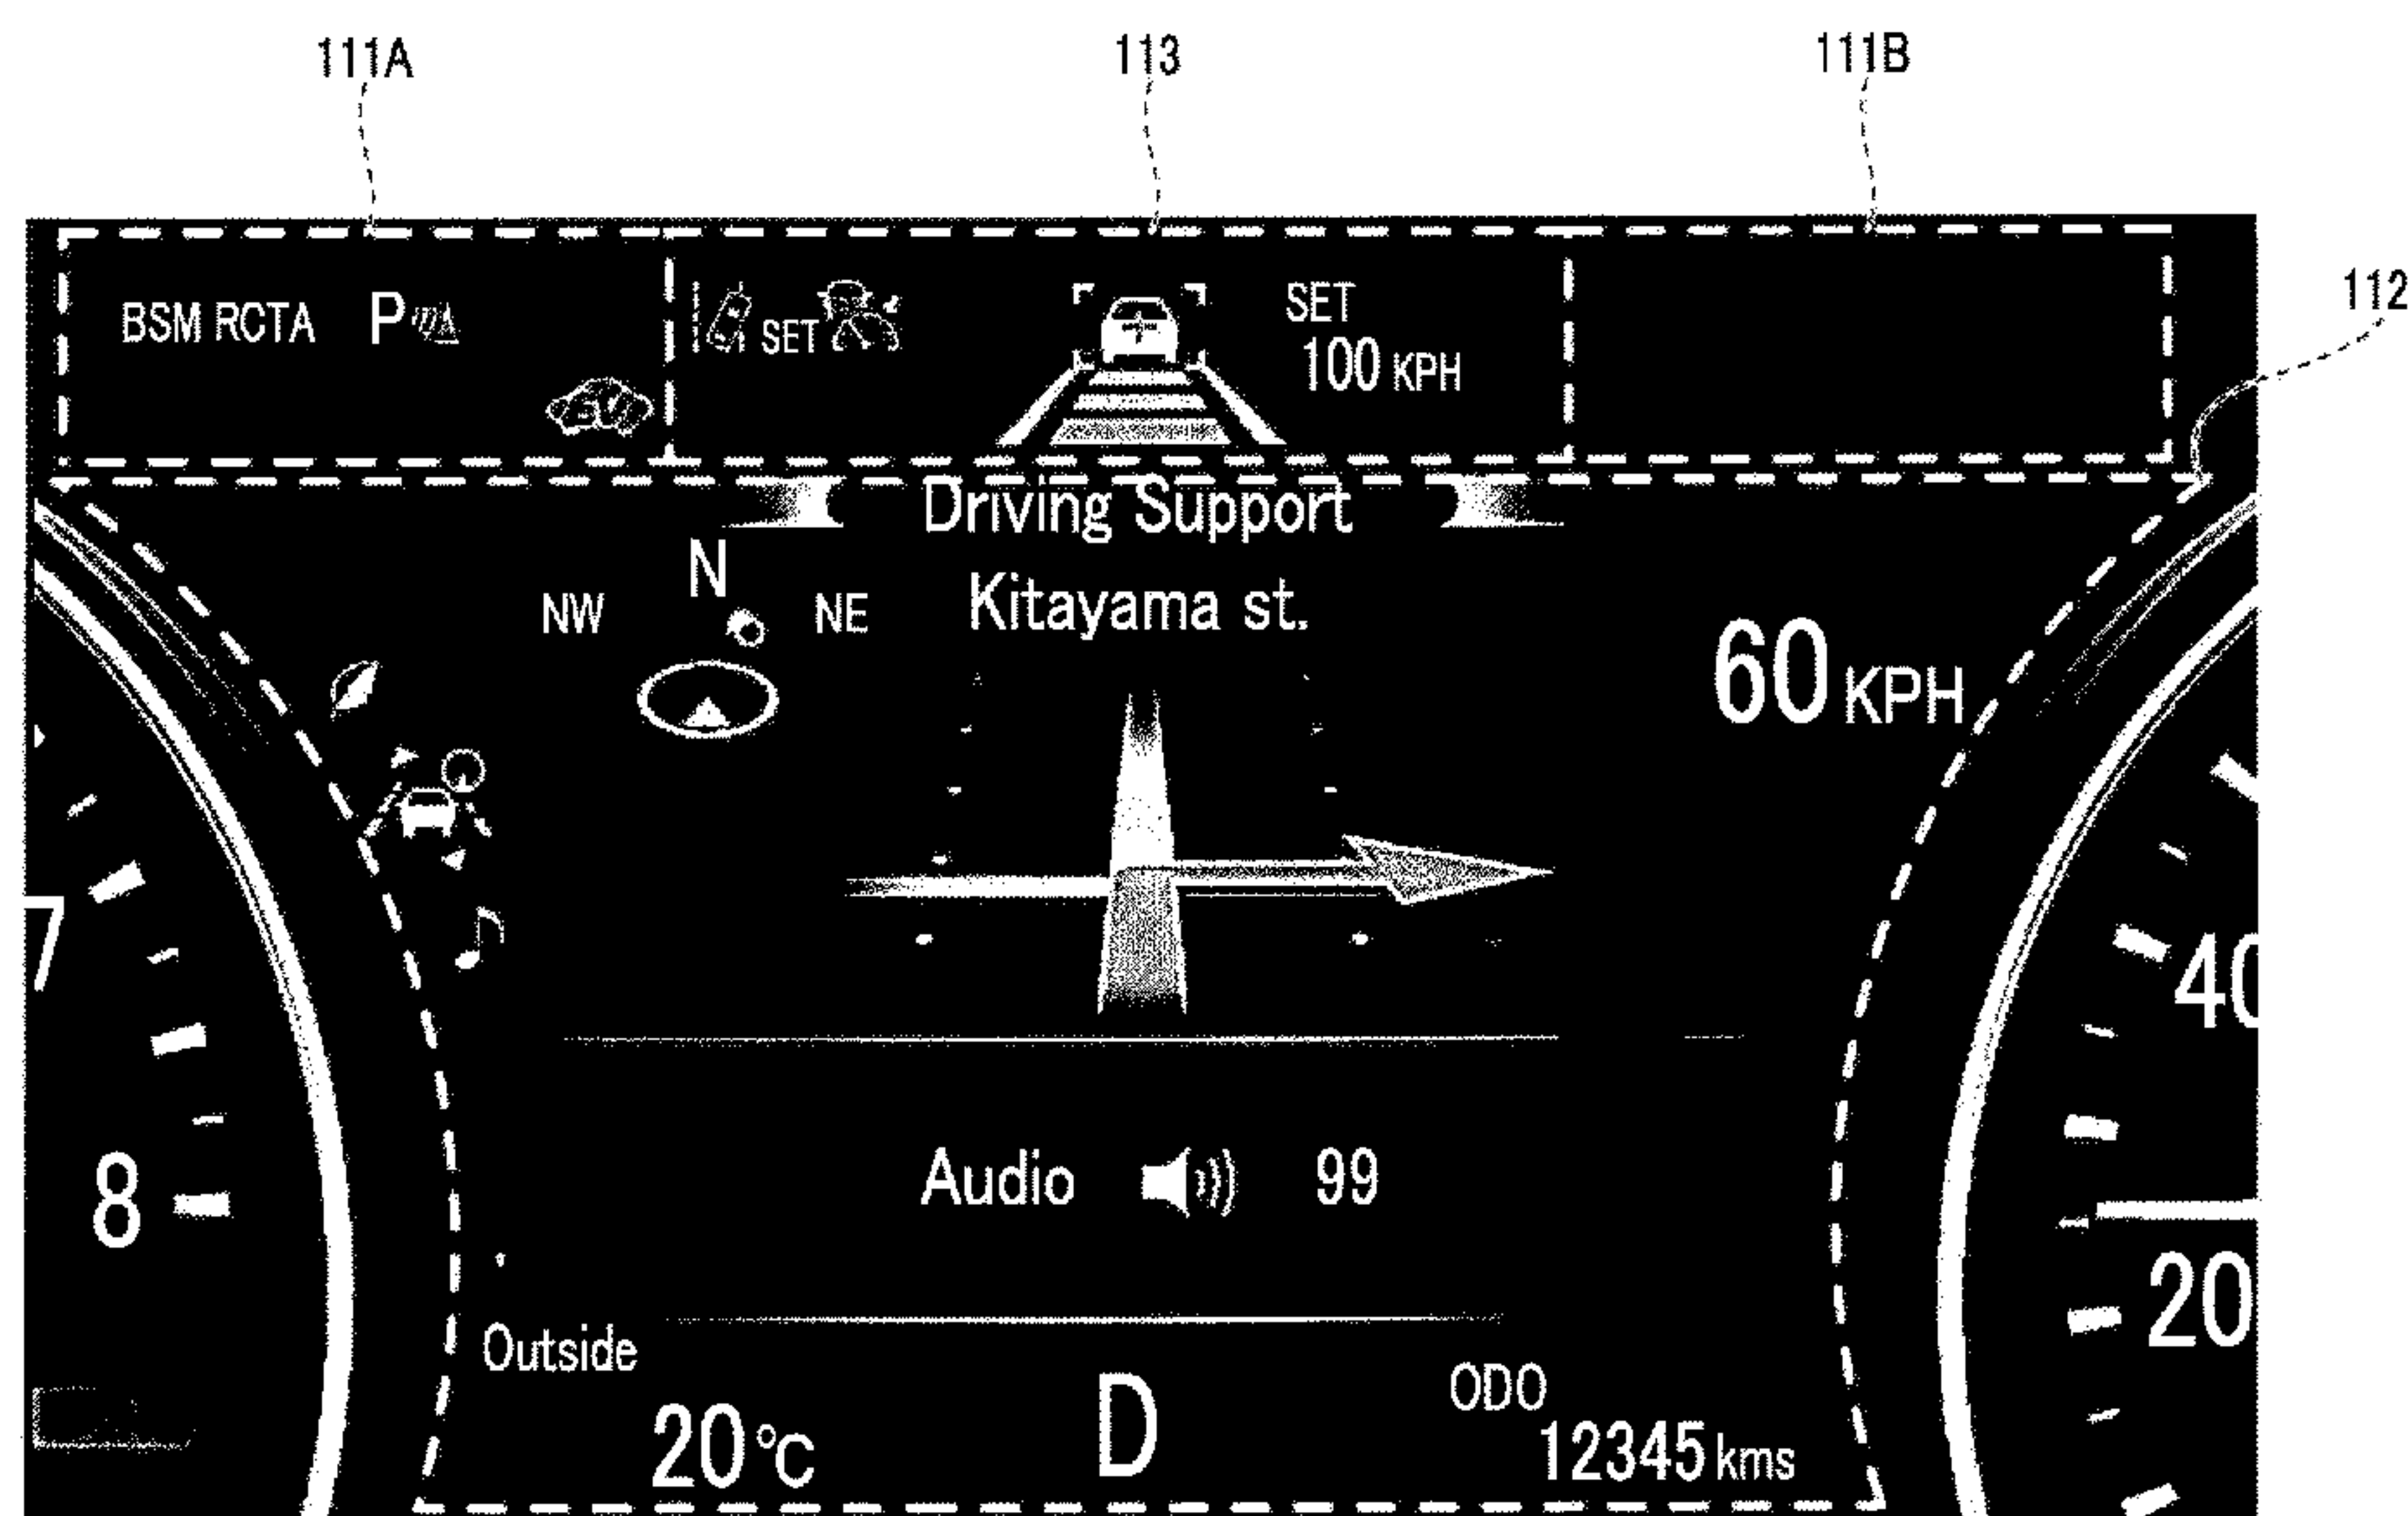 111A 113 111B
112
BSM RCTA P SET SET
100 KPH
EV
Driving Support
N
NW NE Kitayama st.
60 KPH
7 40
8 Audio 99
20
Outside
20℃ D ODO
12345 kms